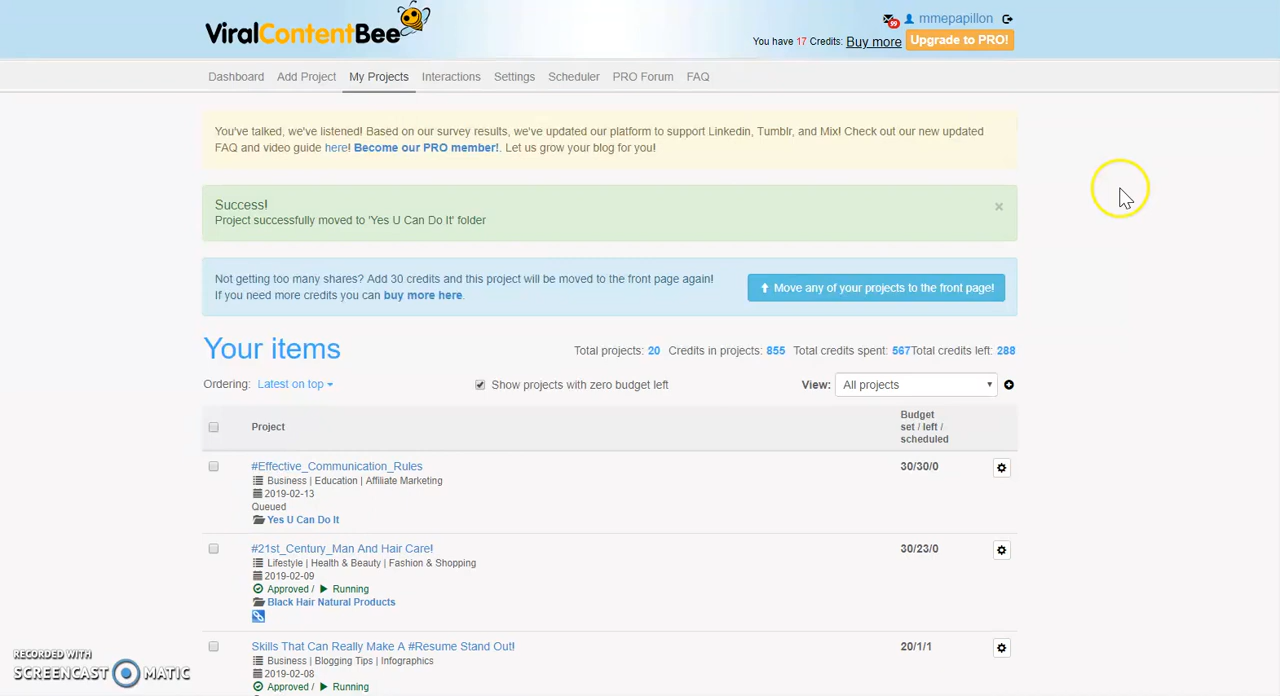 ViralContentBee
99 mmepapillon
You have 17 Credits: Buy more Upgrade to PRO!
Dashboard Add Project My Projects Interactions Settings Scheduler PRO Forum FAQ
You've talked, we've listened! Based on our survey results, we've updated our platform to support Linkedin, Tumblr, and Mix! Check out our new updated
FAQ and video guide here! Become our PRO member!. Let us grow your blog for you!
Success!
Project successfully moved to 'Yes U Can Do It' folder
×
Not getting too many shares? Add 30 credits and this project will be moved to the front page again!
If you need more credits you can buy more here.
Move any of your projects to the front page!
Your items
Total projects: 20 Credits in projects: 855 Total credits spent: 567Total credits left: 288
Ordering: Latest on top
Show projects with zero budget left
View: All projects
Project
Budget
set / left /
scheduled
#Effective_Communication_Rules
30/30/0
Business | Education | Affiliate Marketing
2019-02-13
Queued
Yes U Can Do It
#21st_Century_Man And Hair Care!
30/23/0
Lifestyle | Health & Beauty | Fashion & Shopping
2019-02-09
Approved / Running
Black Hair Natural Products
Skills That Can Really Make A #Resume Stand Out!
20/1/1
Business | Blogging Tips | Infographics
2019-02-08
Approved / Running
RECORDED WITH
SCREENCAST MATIC